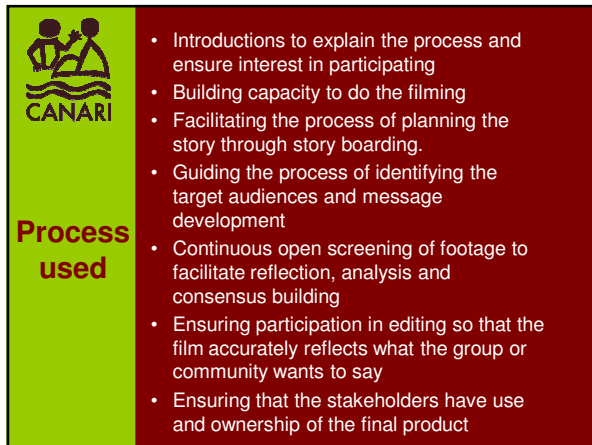 CANARI
Process
used
• Introductions to explain the process and
ensure interest in participating
• Building capacity to do the filming
• Facilitating the process of planning the
story through story boarding.
• Guiding the process of identifying the
target audiences and message
development
• Continuous open screening of footage to
facilitate reflection, analysis and
consensus building
• Ensuring participation in editing so that the
film accurately reflects what the group or
community wants to say
• Ensuring that the stakeholders have use
and ownership of the final product